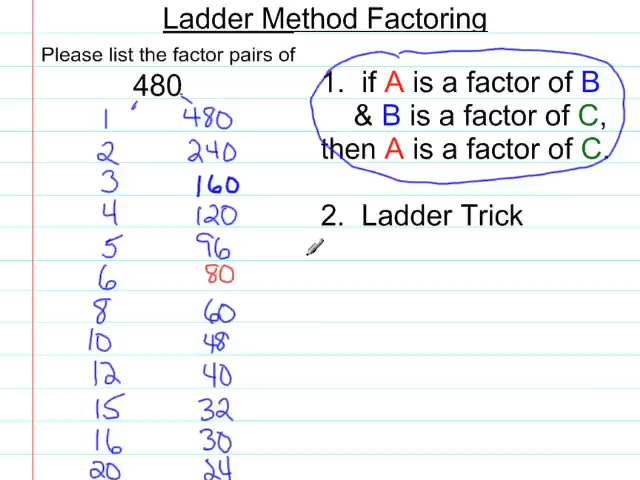 Ladder Method Factoring
Please list the factor pairs of
480
1 480
2 240
3 160
4 120
5 96
6 80
8 60
10 48
12 40
15 32
16 30
20 24
1. if A is a factor of B
& B is a factor of C,
then A is a factor of C.
2. Ladder Trick